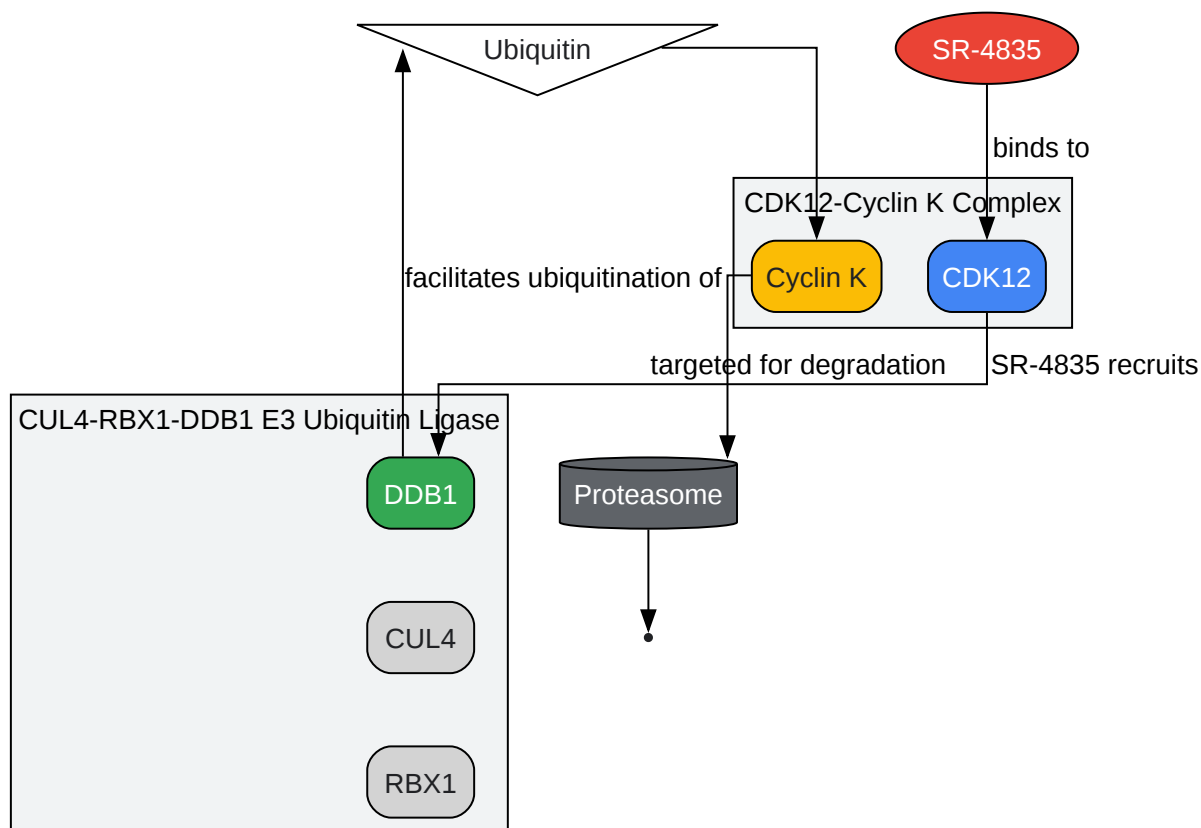 Ubiquitin
SR-4835
binds to
CDK12-Cyclin K Complex
facilitates ubiquitination of
Cyclin K
CDK12
targeted for degradation
SR-4835 recruits
CUL4-RBX1-DDB1 E3 Ubiquitin Ligase
DDB1
Proteasome
CUL4
RBX1